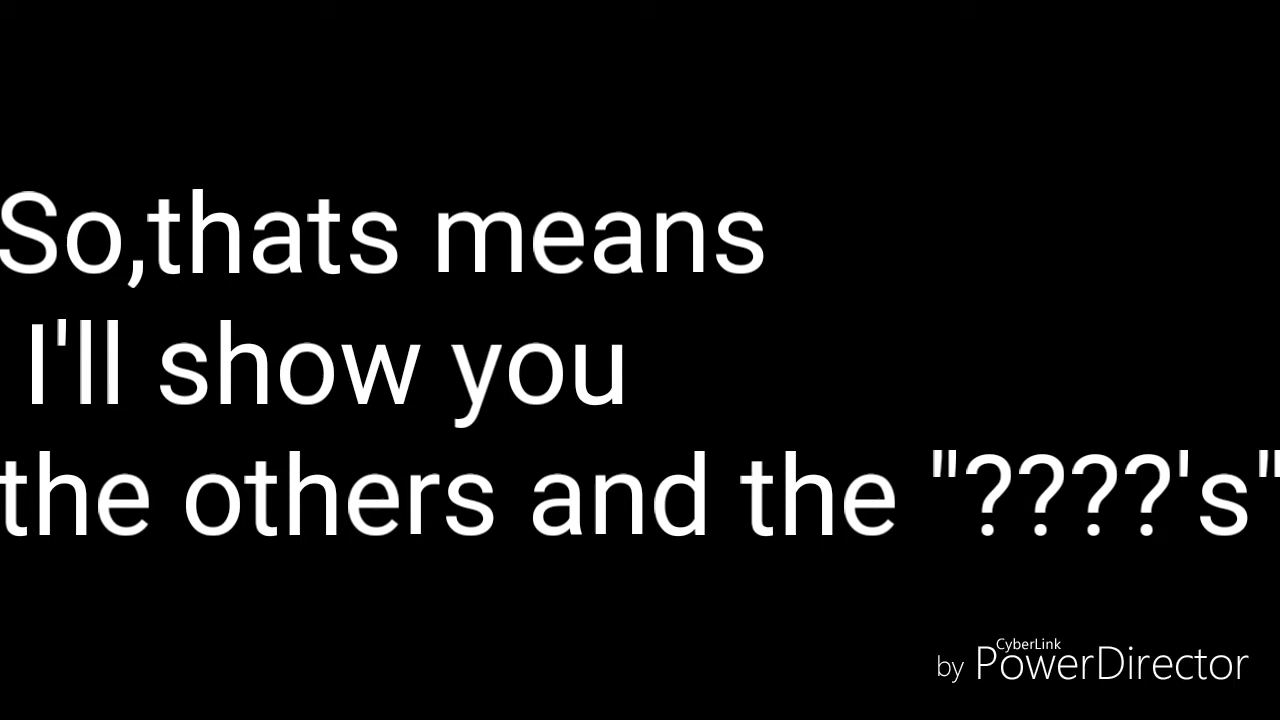 So,thats means
I'll show you
the others and the "????'s"
by CyberLink PowerDirector